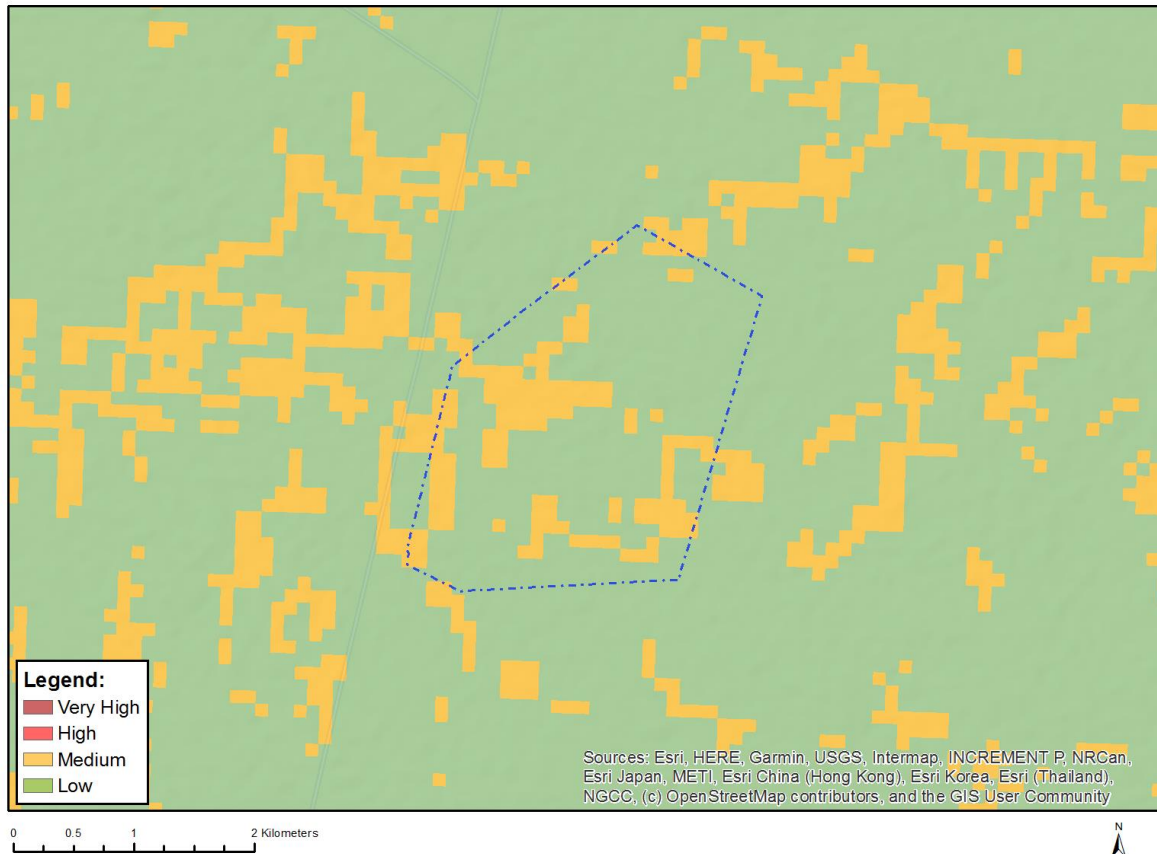 Legend:
Very High
High
Medium
Low
Sources: Esri, HERE, Garmin, USGS, Intermap, INCREMENT P, NRCan,
Esri Japan, METI, Esri China (Hong Kong), Esri Korea, Esri (Thailand),
NGCC, (c) OpenStreetMap contributors, and the GIS User Community
0 0.5 1 2 Kilometers
N